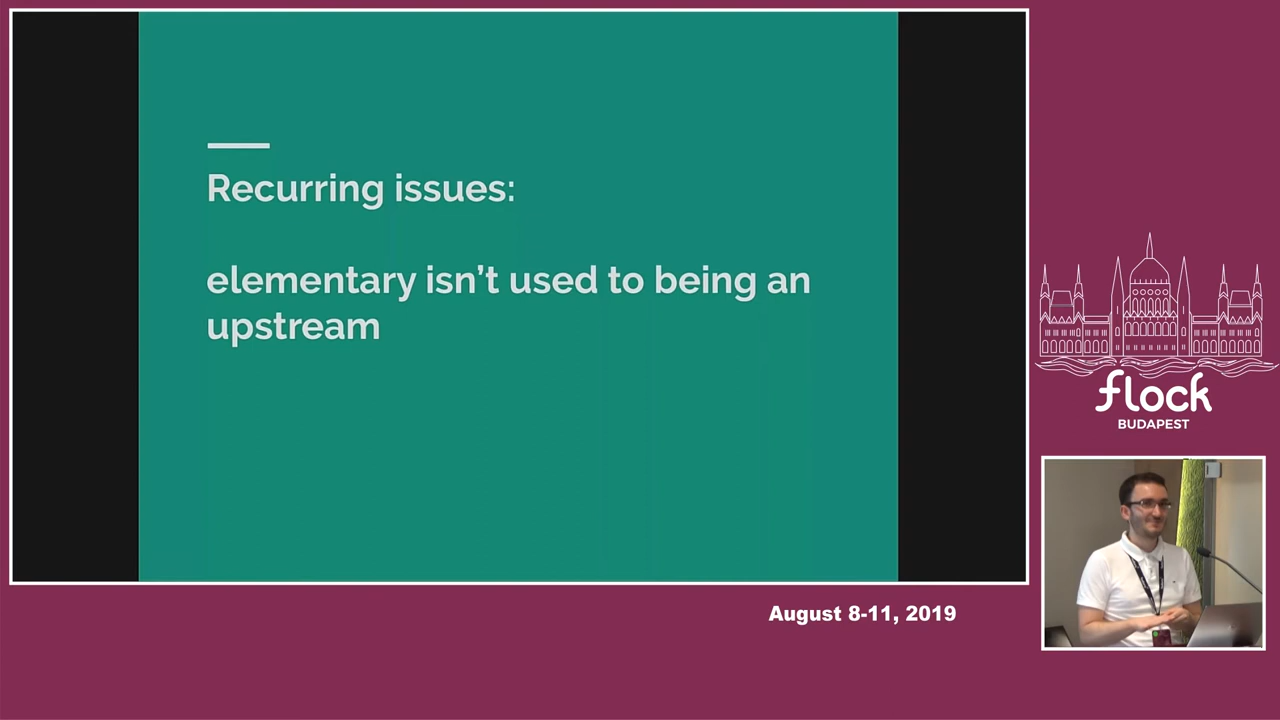 Recurring issues:
elementary isn’t used to being an
upstream
flock
BUDAPEST
August 8-11, 2019